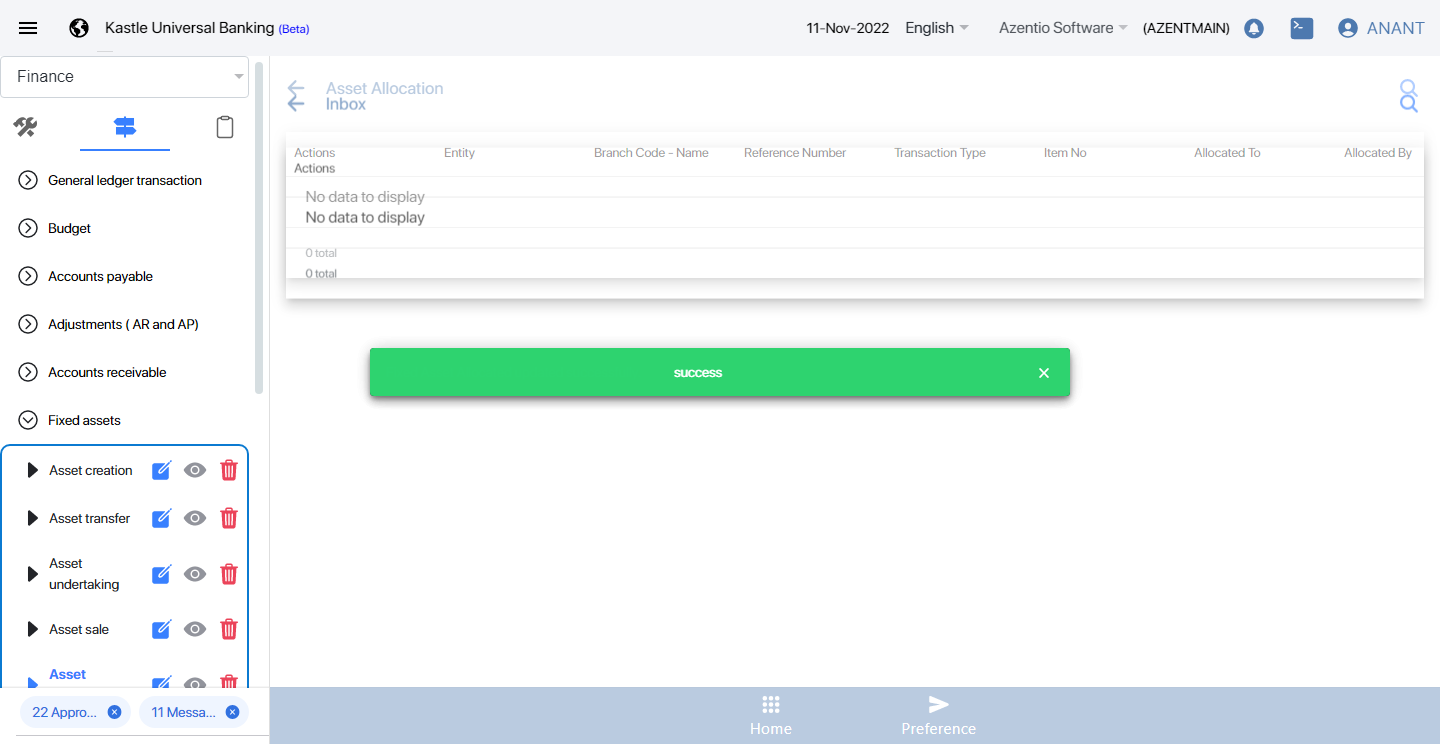 Kastle Universal Banking (Beta)
11-Nov-2022
English
Azentio Software
(AZENTMAIN)
ANANT
Finance
General ledger transaction
Budget
Accounts payable
Adjustments ( AR and AP)
Accounts receivable
Fixed assets
Asset creation
Asset transfer
Asset
undertaking
Asset sale
Asset
22 Appro...
11 Messa...
Asset Allocation
Inbox
Actions Entity Branch Code - Name Reference Number Transaction Type Item No Allocated To Allocated By
Actions
No data to display
No data to display
0 total
0 total
success
Home
Preference